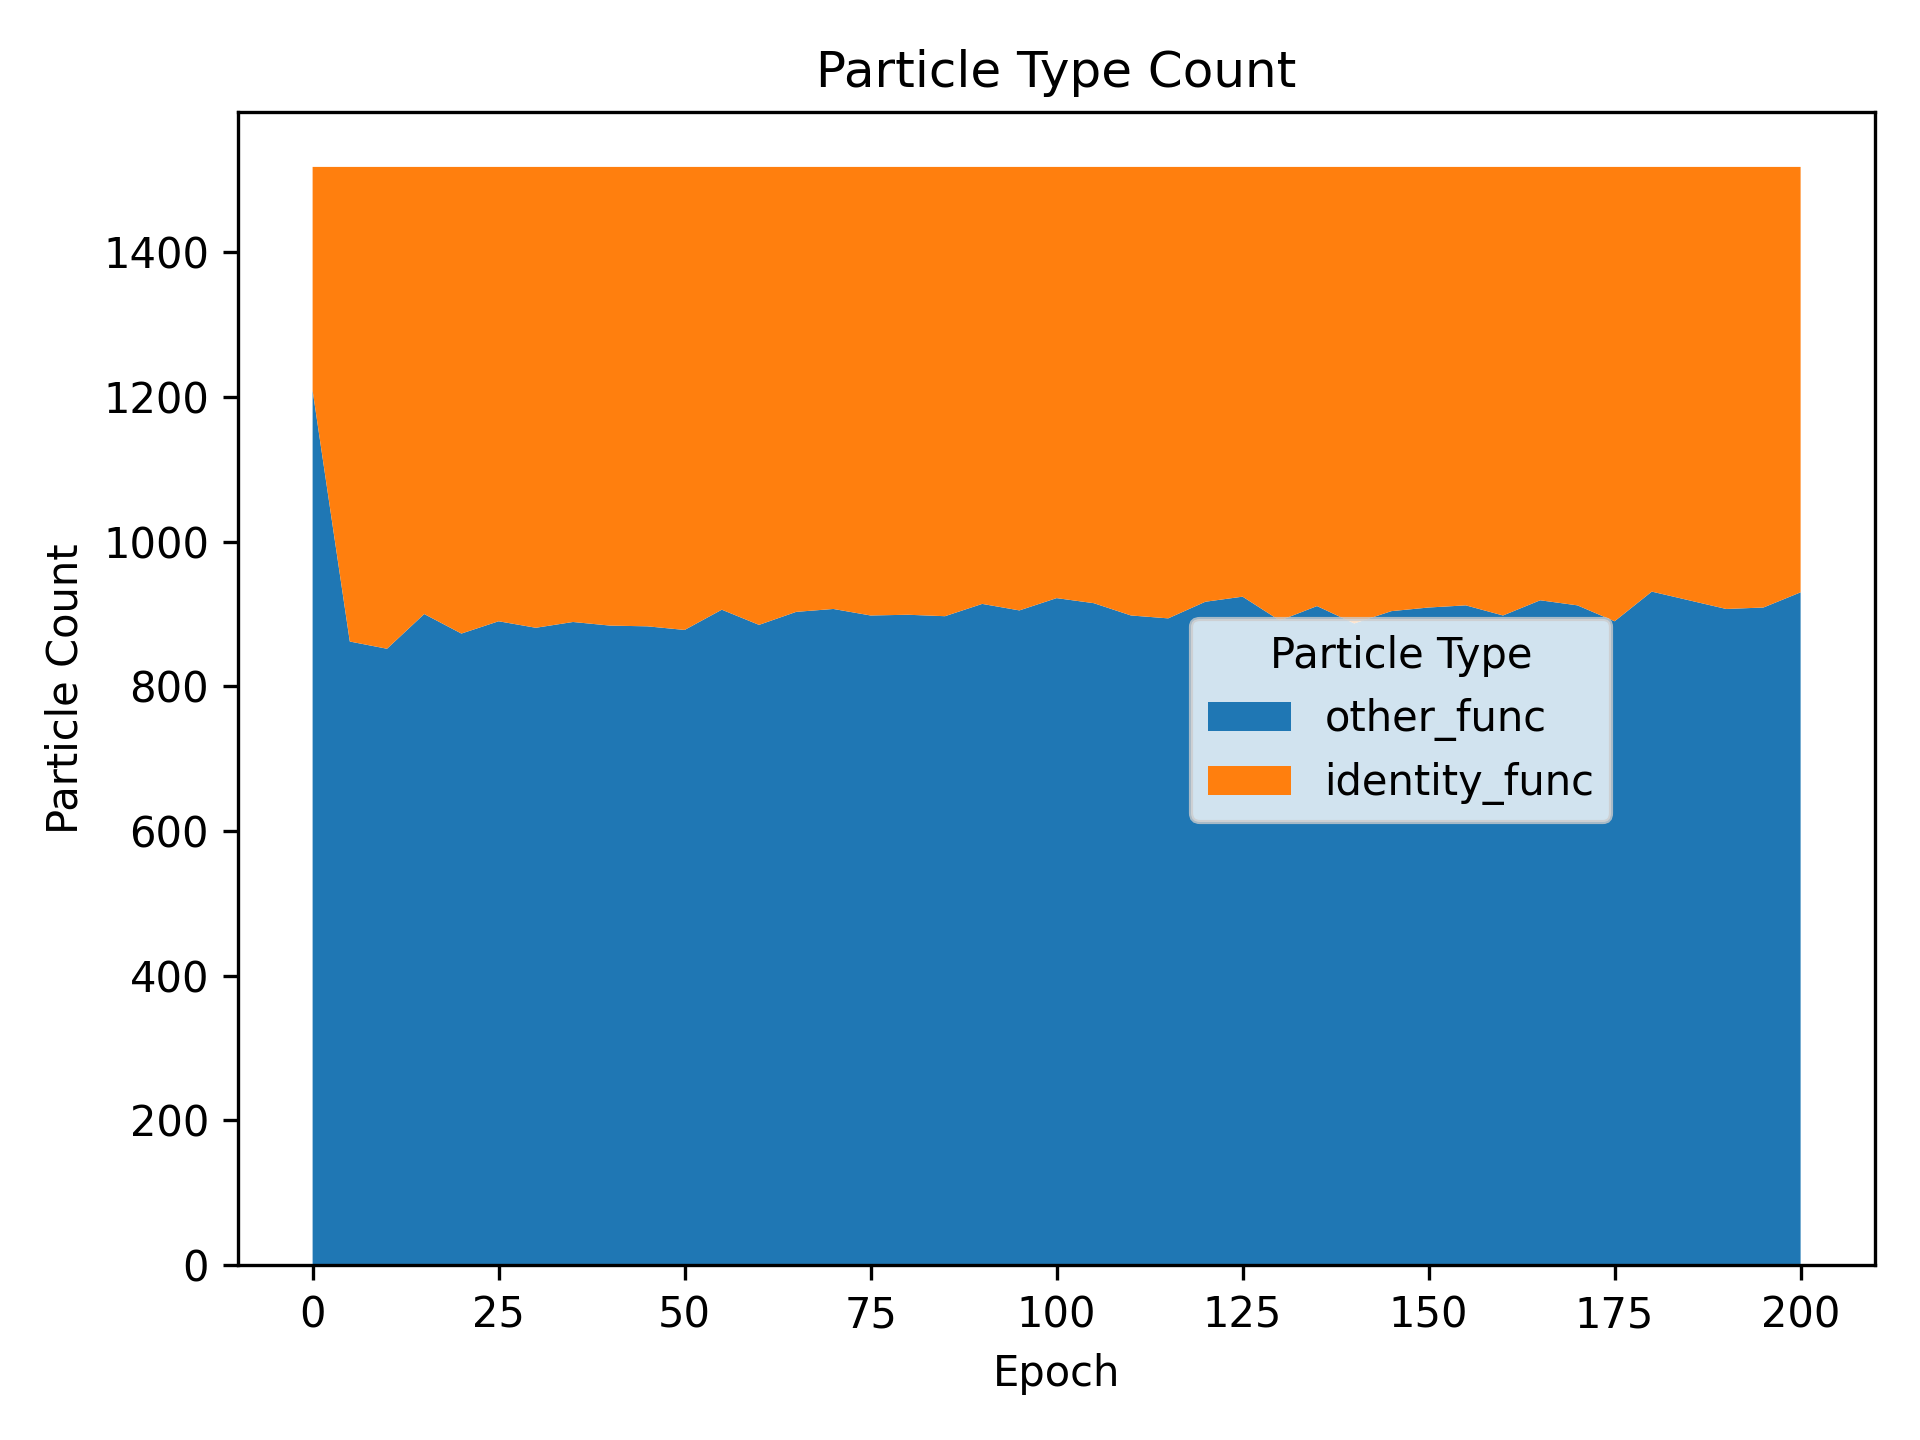 Particle Type Count
1400
1200
1000
800
600
400
200
0
Particle Count
Particle Type
other_func
identity_func
0 25 50 75 100 125 150 175 200
Epoch